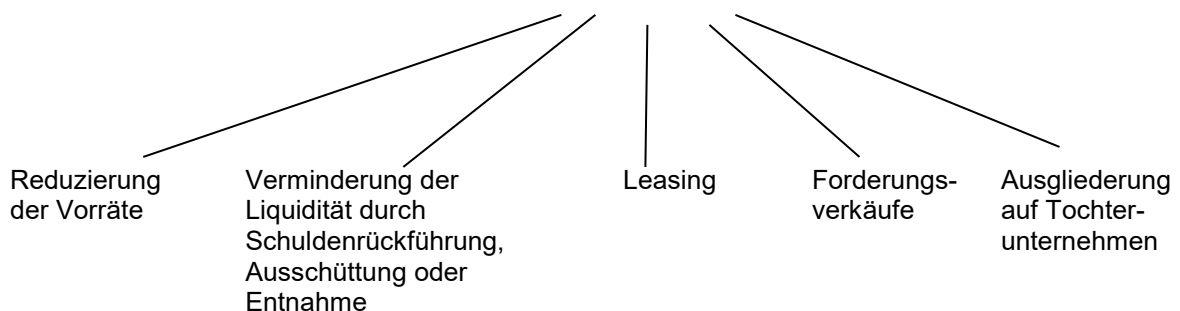 Reduzierung
der Vorräte
Verminderung der
Liquidität durch
Schuldenrückführung,
Ausschüttung oder
Entnahme
Leasing
Forderungs-
verkäufe
Ausgliederung
auf Tochter-
unternehmen